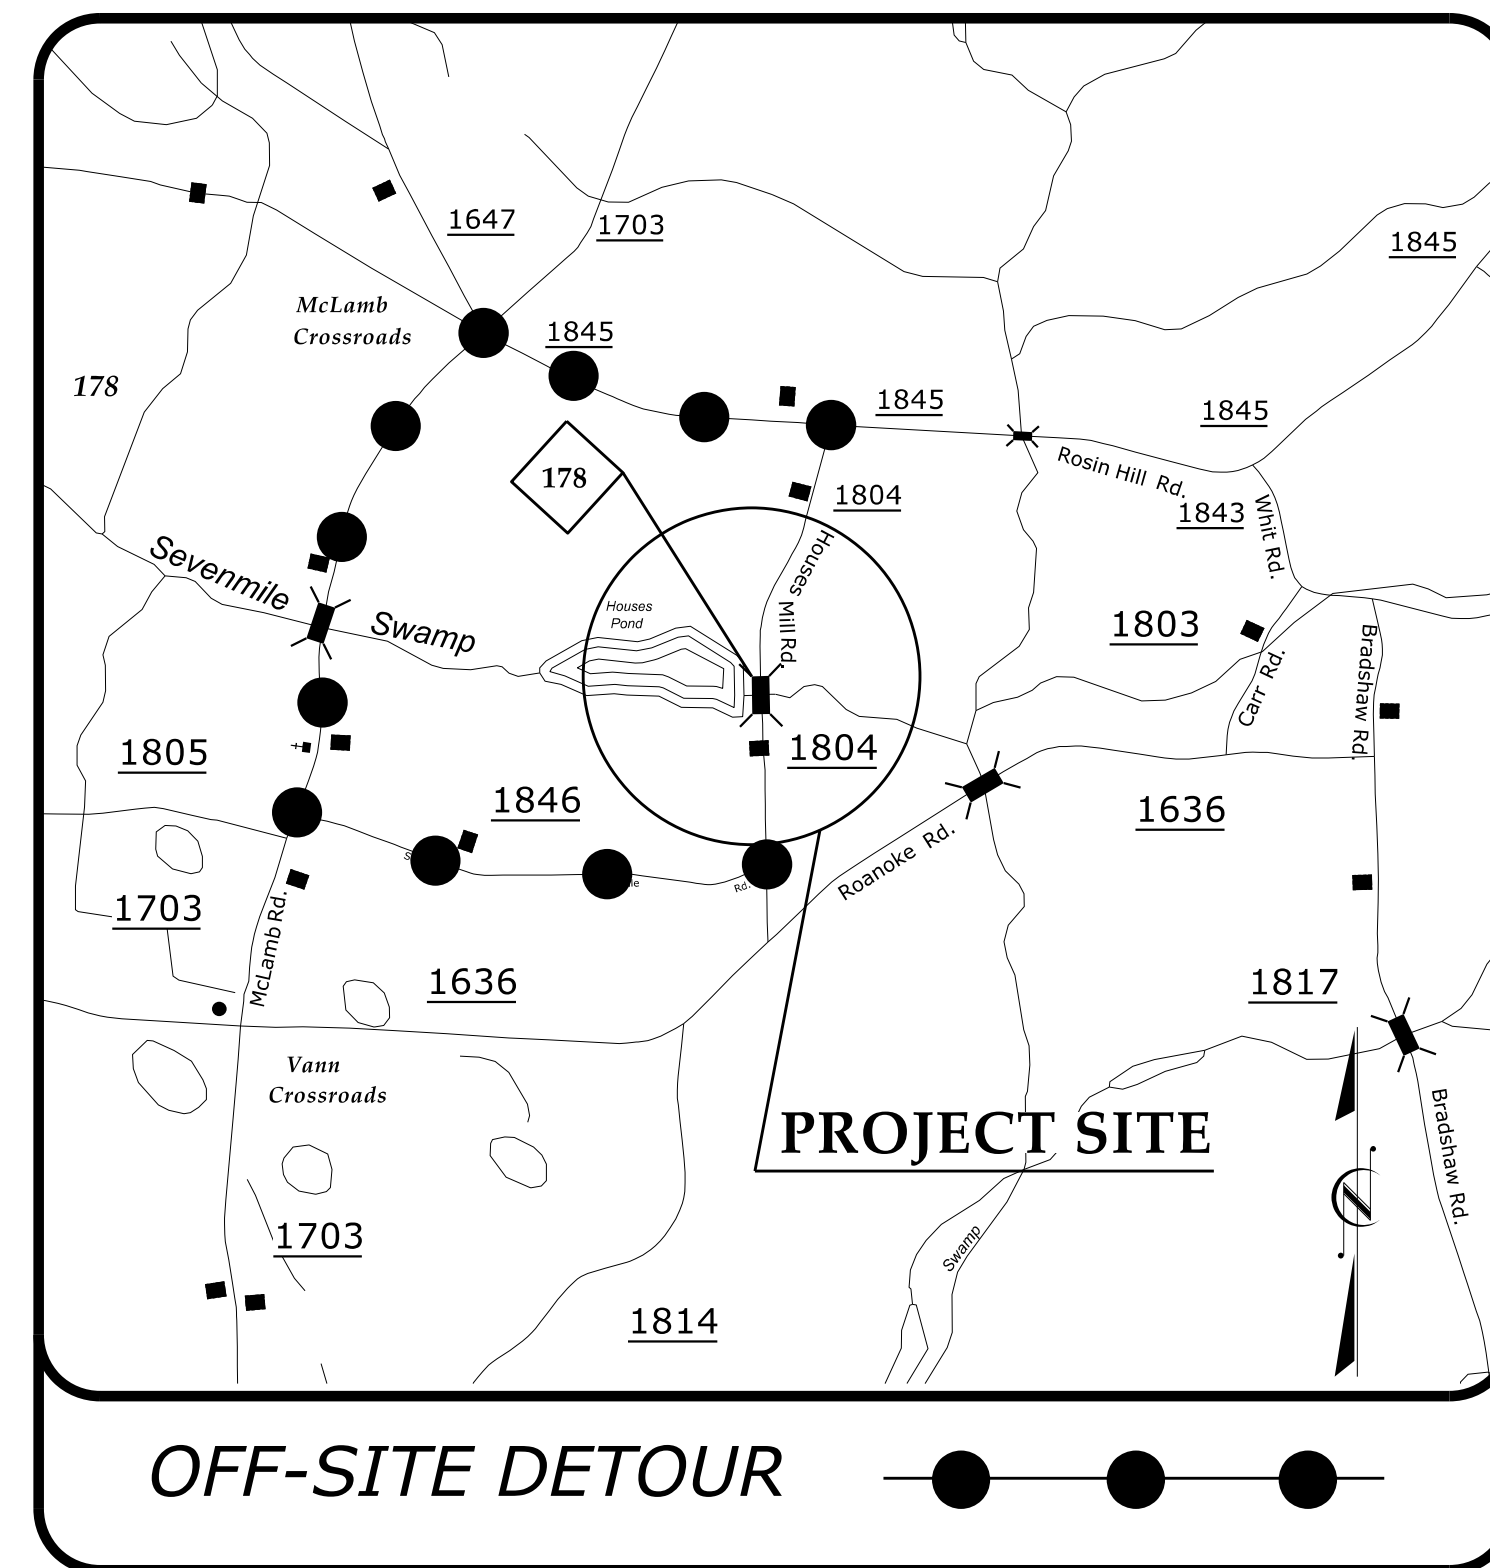 1647
1703
1845
McLamb
Crossroads
1845
178
1845
1845
Rosin Hill Rd.
178
1804
1843
Whit Rd.
Sevenmile
Swamp
Houses
Pond
Houses Mill Rd.
1803
Bradshaw Rd.
Carr Rd.
1805
1804
1846
1636
Roanoke Rd.
Rd.
1703
McLamb Rd.
1636
1817
Vann
Crossroads
PROJECT SITE
Bradshaw Rd.
1703
Swamp
1814
OFF-SITE DETOUR